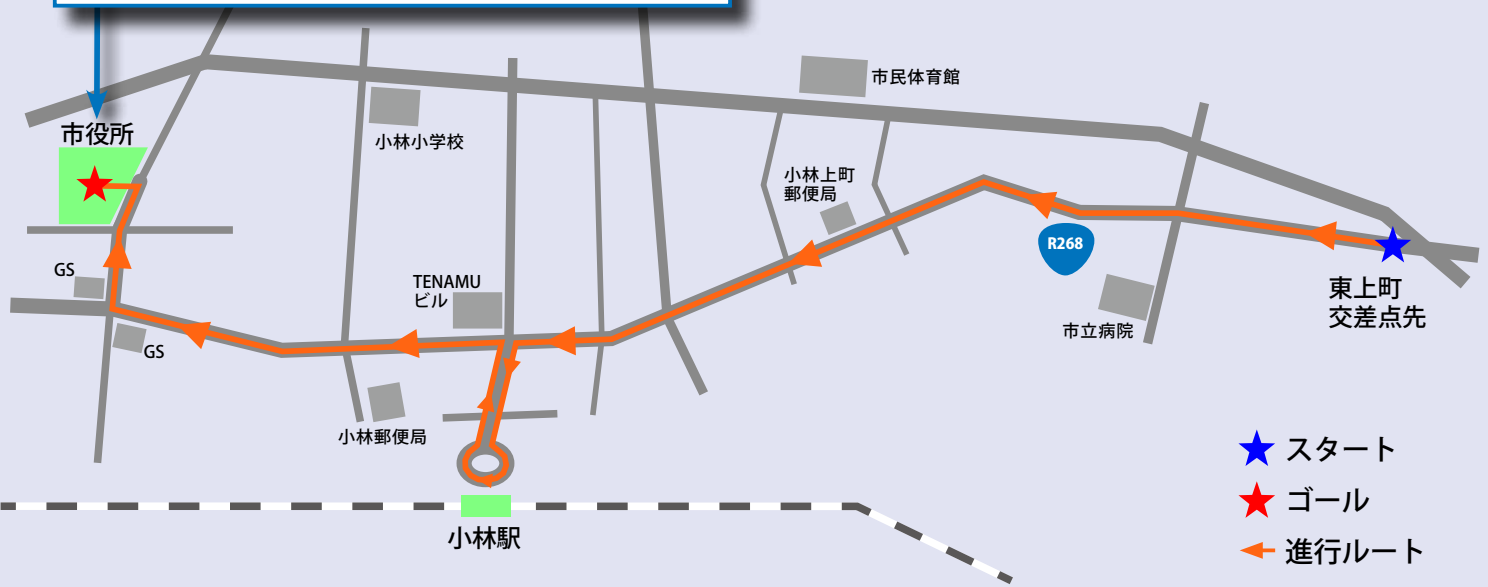 市役所
小林小学校
市民体育館
小林上町
郵便局
R268
東上町
交差点先
市立病院
GS
TENAMU
ビル
GS
小林郵便局
小林駅
スタート
ゴール
進行ルート